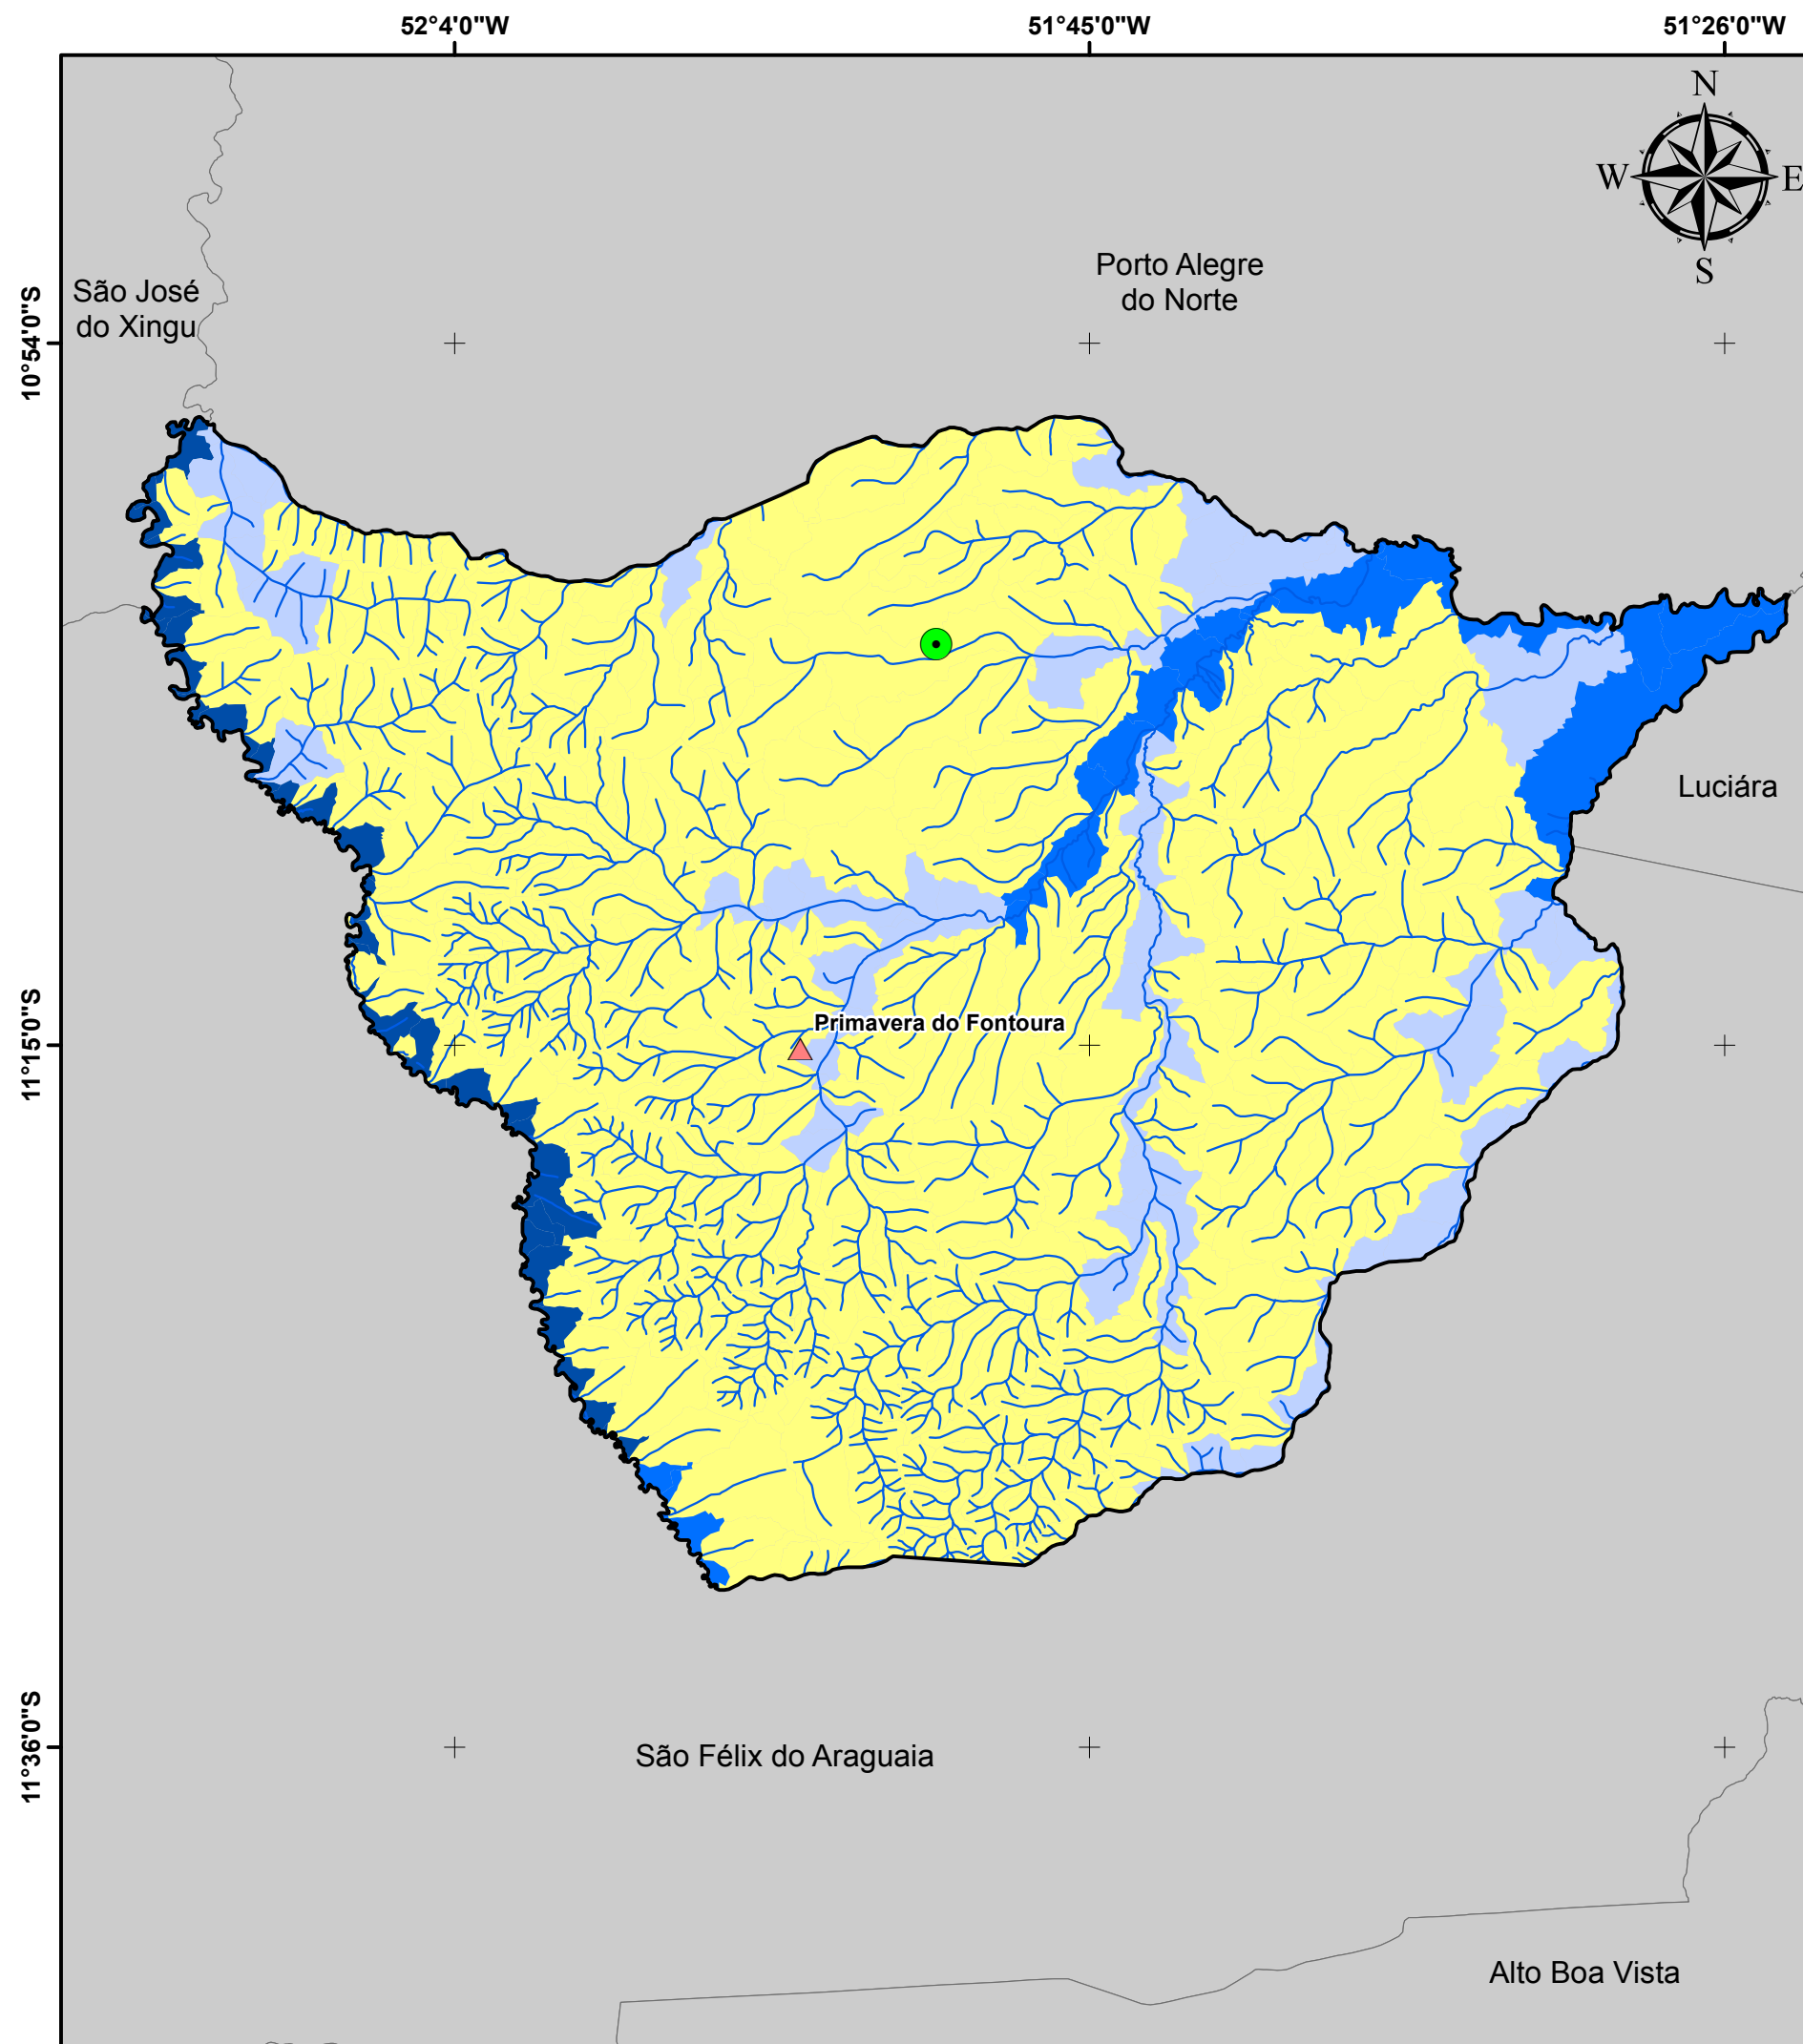 52°4'0"W
51°45'0"W
51°26'0"W
N
W
E
S
Porto Alegre
do Norte
São José
do Xingu
10°54'0"S
Luciára
Primavera do Fontoura
11°15'0"S
11°36'0"S
São Félix do Araguaia
Alto Boa Vista